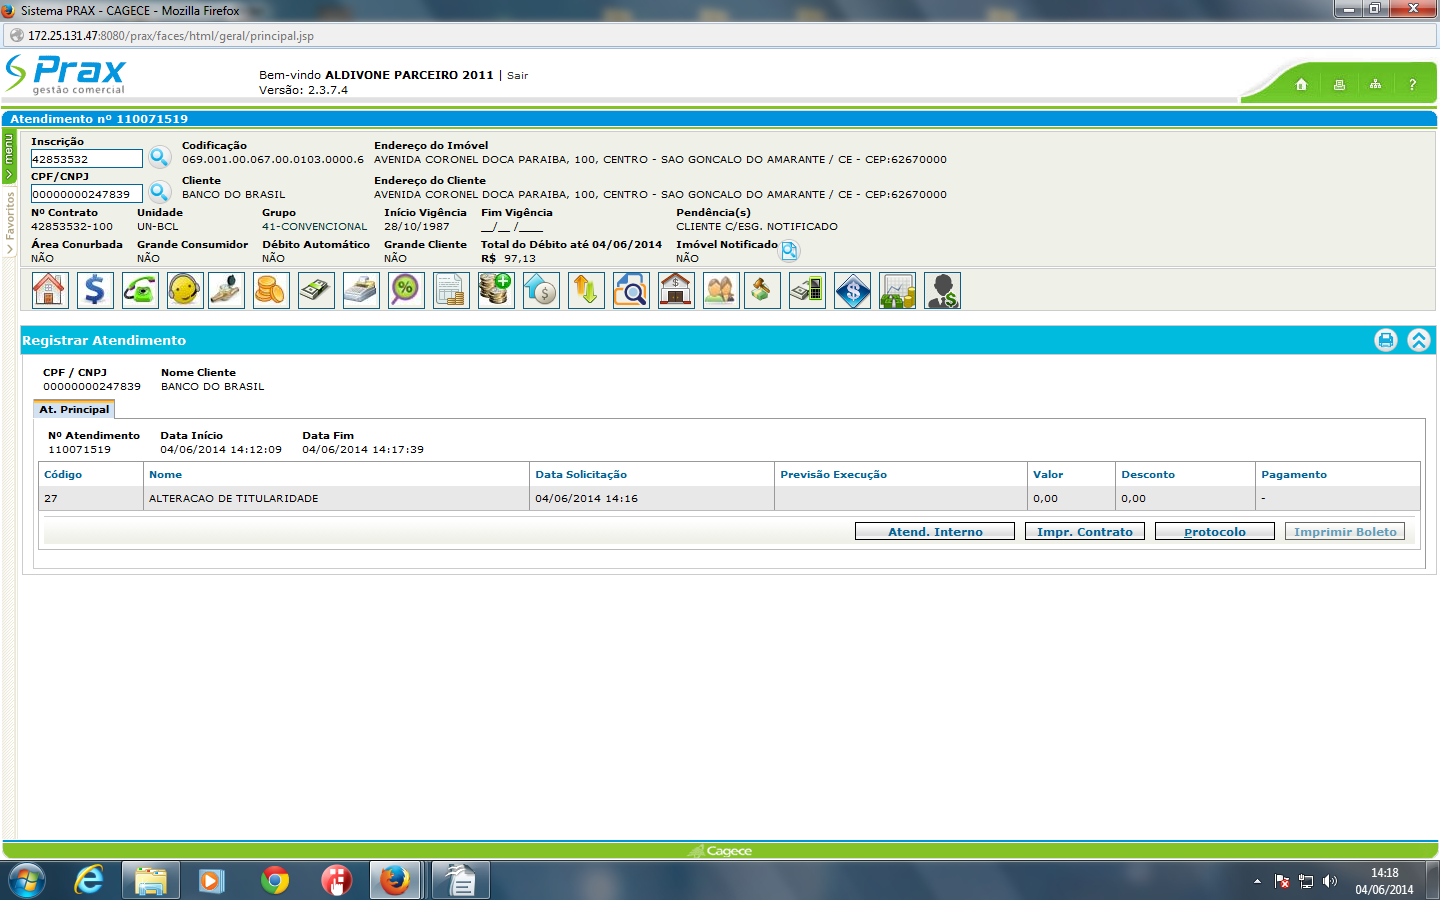 Sistema PRAX - CAGECE - Mozilla Firefox
172.25.131.47:8080/prax/faces/html/geral/principal.jsp
Prax
gestão comercial
Bem-vindo ALDIVONE PARCEIRO 2011 | Sair
Versão: 2.3.7.4
?
Atendimento nº 110071519
menu
Favoritos
Inscrição Codificação Endereço do Imóvel
42853532 069.001.00.067.00.0103.0000.6 AVENIDA CORONEL DOCA PARAIBA, 100, CENTRO - SAO GONCALO DO AMARANTE / CE - CEP:62670000
CPF/CNPJ Cliente Endereço do Cliente
00000000247839 BANCO DO BRASIL AVENIDA CORONEL DOCA PARAIBA, 100, CENTRO - SAO GONCALO DO AMARANTE / CE - CEP:62670000
Nº Contrato Unidade Grupo Início Vigência Fim Vigência Pendência(s)
42853532-100 UN-BCL 41-CONVENCIONAL 28/10/1987 __/__ /____ CLIENTE C/ESG. NOTIFICADO
Área Conurbada Grande Consumidor Débito Automático Grande Cliente Total do Débito até 04/06/2014 Imóvel Notificado
NÃO NÃO NÃO NÃO R$ 97,13 NÃO
Registrar Atendimento
CPF / CNPJ Nome Cliente
00000000247839 BANCO DO BRASIL
At. Principal
Nº Atendimento Data Início Data Fim
110071519 04/06/2014 14:12:09 04/06/2014 14:17:39
Código Nome Data Solicitação Previsão Execução Valor Desconto Pagamento
27 ALTERACAO DE TITULARIDADE 04/06/2014 14:16 0,00 0,00 -
Atend. Interno Impr. Contrato Protocolo Imprimir Boleto
Cagece
14:18
04/06/2014